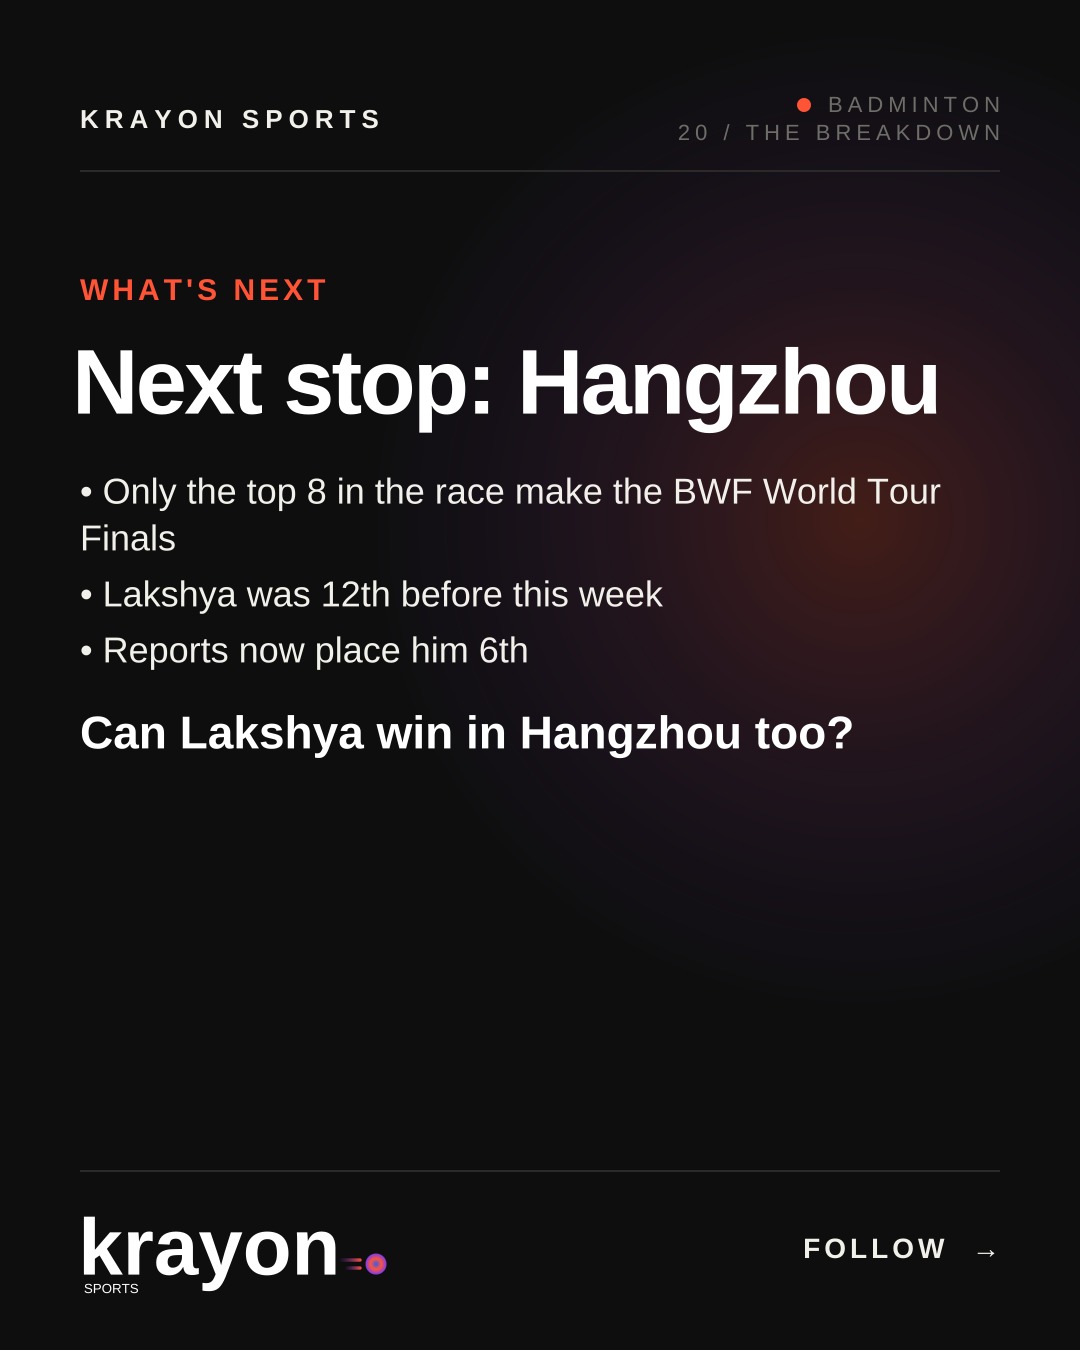 KRAYON SPORTS
BADMINTON
20 / THE BREAKDOWN
WHAT'S NEXT
Next stop: Hangzhou
• Only the top 8 in the race make the BWF World Tour
Finals
• Lakshya was 12th before this week
• Reports now place him 6th
Can Lakshya win in Hangzhou too?
krayon
SPORTS
FOLLOW →